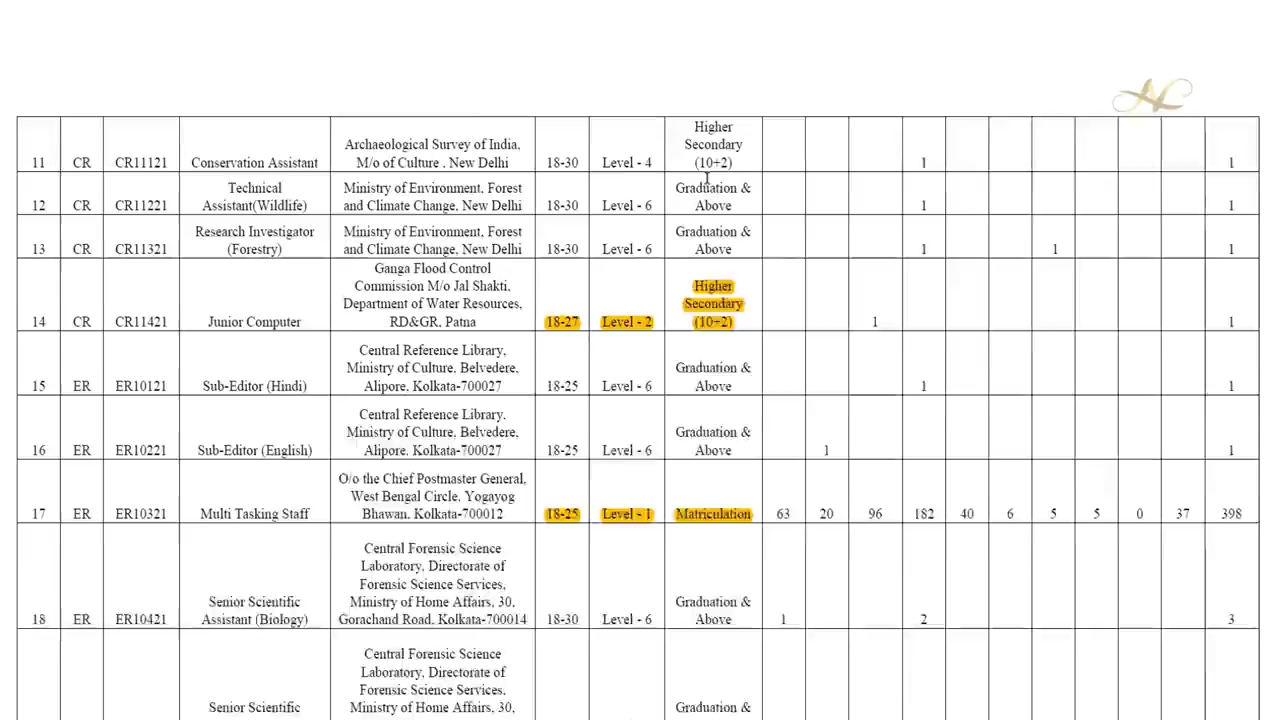 11 CR CR11121 Conservation Assistant Archaeological Survey of India, M/o of Culture , New Delhi 18-30 Level - 4 Higher Secondary (10+2) 1 1
12 CR CR11221 Technical Assistant(Wildlife) Ministry of Environment, Forest and Climate Change, New Delhi 18-30 Level - 6 Graduation & Above 1 1
13 CR CR11321 Research Investigator (Forestry) Ministry of Environment, Forest and Climate Change, New Delhi 18-30 Level - 6 Graduation & Above 1 1 1
14 CR CR11421 Junior Computer Ganga Flood Control Commission M/o Jal Shakti, Department of Water Resources, RD&GR, Patna 18-27 Level - 2 Higher Secondary (10+2) 1 1
15 ER ER10121 Sub-Editor (Hindi) Central Reference Library, Ministry of Culture, Belvedere, Alipore, Kolkata-700027 18-25 Level - 6 Graduation & Above 1 1
16 ER ER10221 Sub-Editor (English) Central Reference Library, Ministry of Culture, Belvedere, Alipore, Kolkata-700027 18-25 Level - 6 Graduation & Above 1 1
17 ER ER10321 Multi Tasking Staff O/o the Chief Postmaster General, West Bengal Circle, Yogayog Bhawan, Kolkata-700012 18-25 Level - 1 Matriculation 63 20 96 182 40 6 5 5 0 37 398
18 ER ER10421 Senior Scientific Assistant (Biology) Central Forensic Science Laboratory, Directorate of Forensic Science Services, Ministry of Home Affairs, 30, Gorachand Road, Kolkata-700014 18-30 Level - 6 Graduation & Above 1 2 3
Senior Scientific Central Forensic Science Laboratory, Directorate of Forensic Science Services, Ministry of Home Affairs, 30, Graduation &